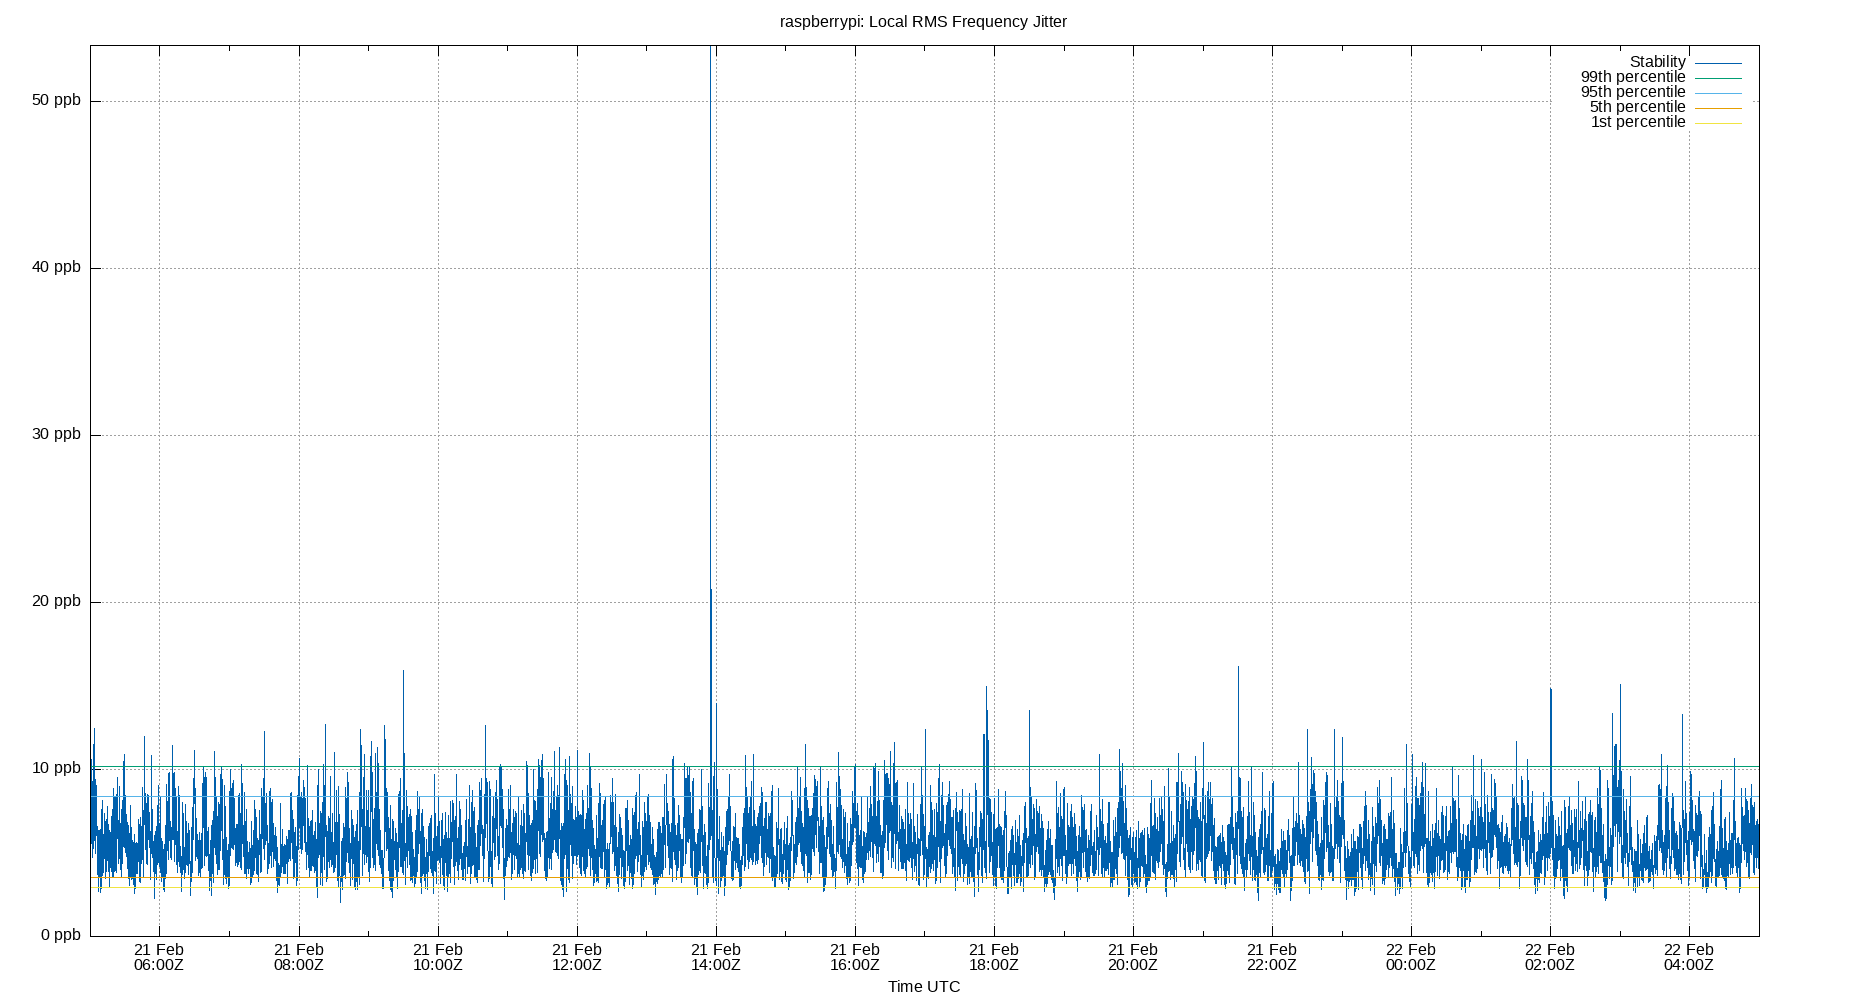 raspberrypi: Local RMS Frequency Jitter
Stability
99th percentile
95th percentile
5th percentile
1st percentile
50 ppb
40 ppb
30 ppb
20 ppb
10 ppb
0 ppb
21 Feb 21 Feb 21 Feb 21 Feb 21 Feb 21 Feb 21 Feb 21 Feb 21 Feb 22 Feb 22 Feb 22 Feb
06:00Z 08:00Z 10:00Z 12:00Z 14:00Z 16:00Z 18:00Z 20:00Z 22:00Z 00:00Z 02:00Z 04:00Z
Time UTC